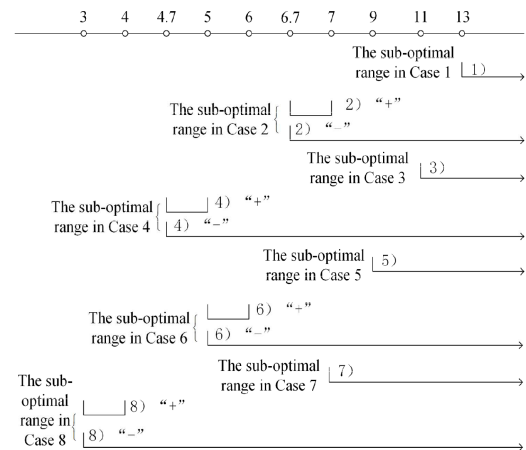 3 4 4.7 5 6 6.7 7 9 11 13
The sub-optimal
range in Case 1
1)
The sub-optimal
range in Case 2
2) “+”
2) “−”
The sub-optimal
range in Case 3
3)
The sub-optimal
range in Case 4
4) “+”
4) “−”
The sub-optimal
range in Case 5
5)
The sub-optimal
range in Case 6
6) “+”
6) “−”
The sub-optimal
range in Case 7
7)
The sub-
optimal
range in
Case 8
8) “+”
8) “−”